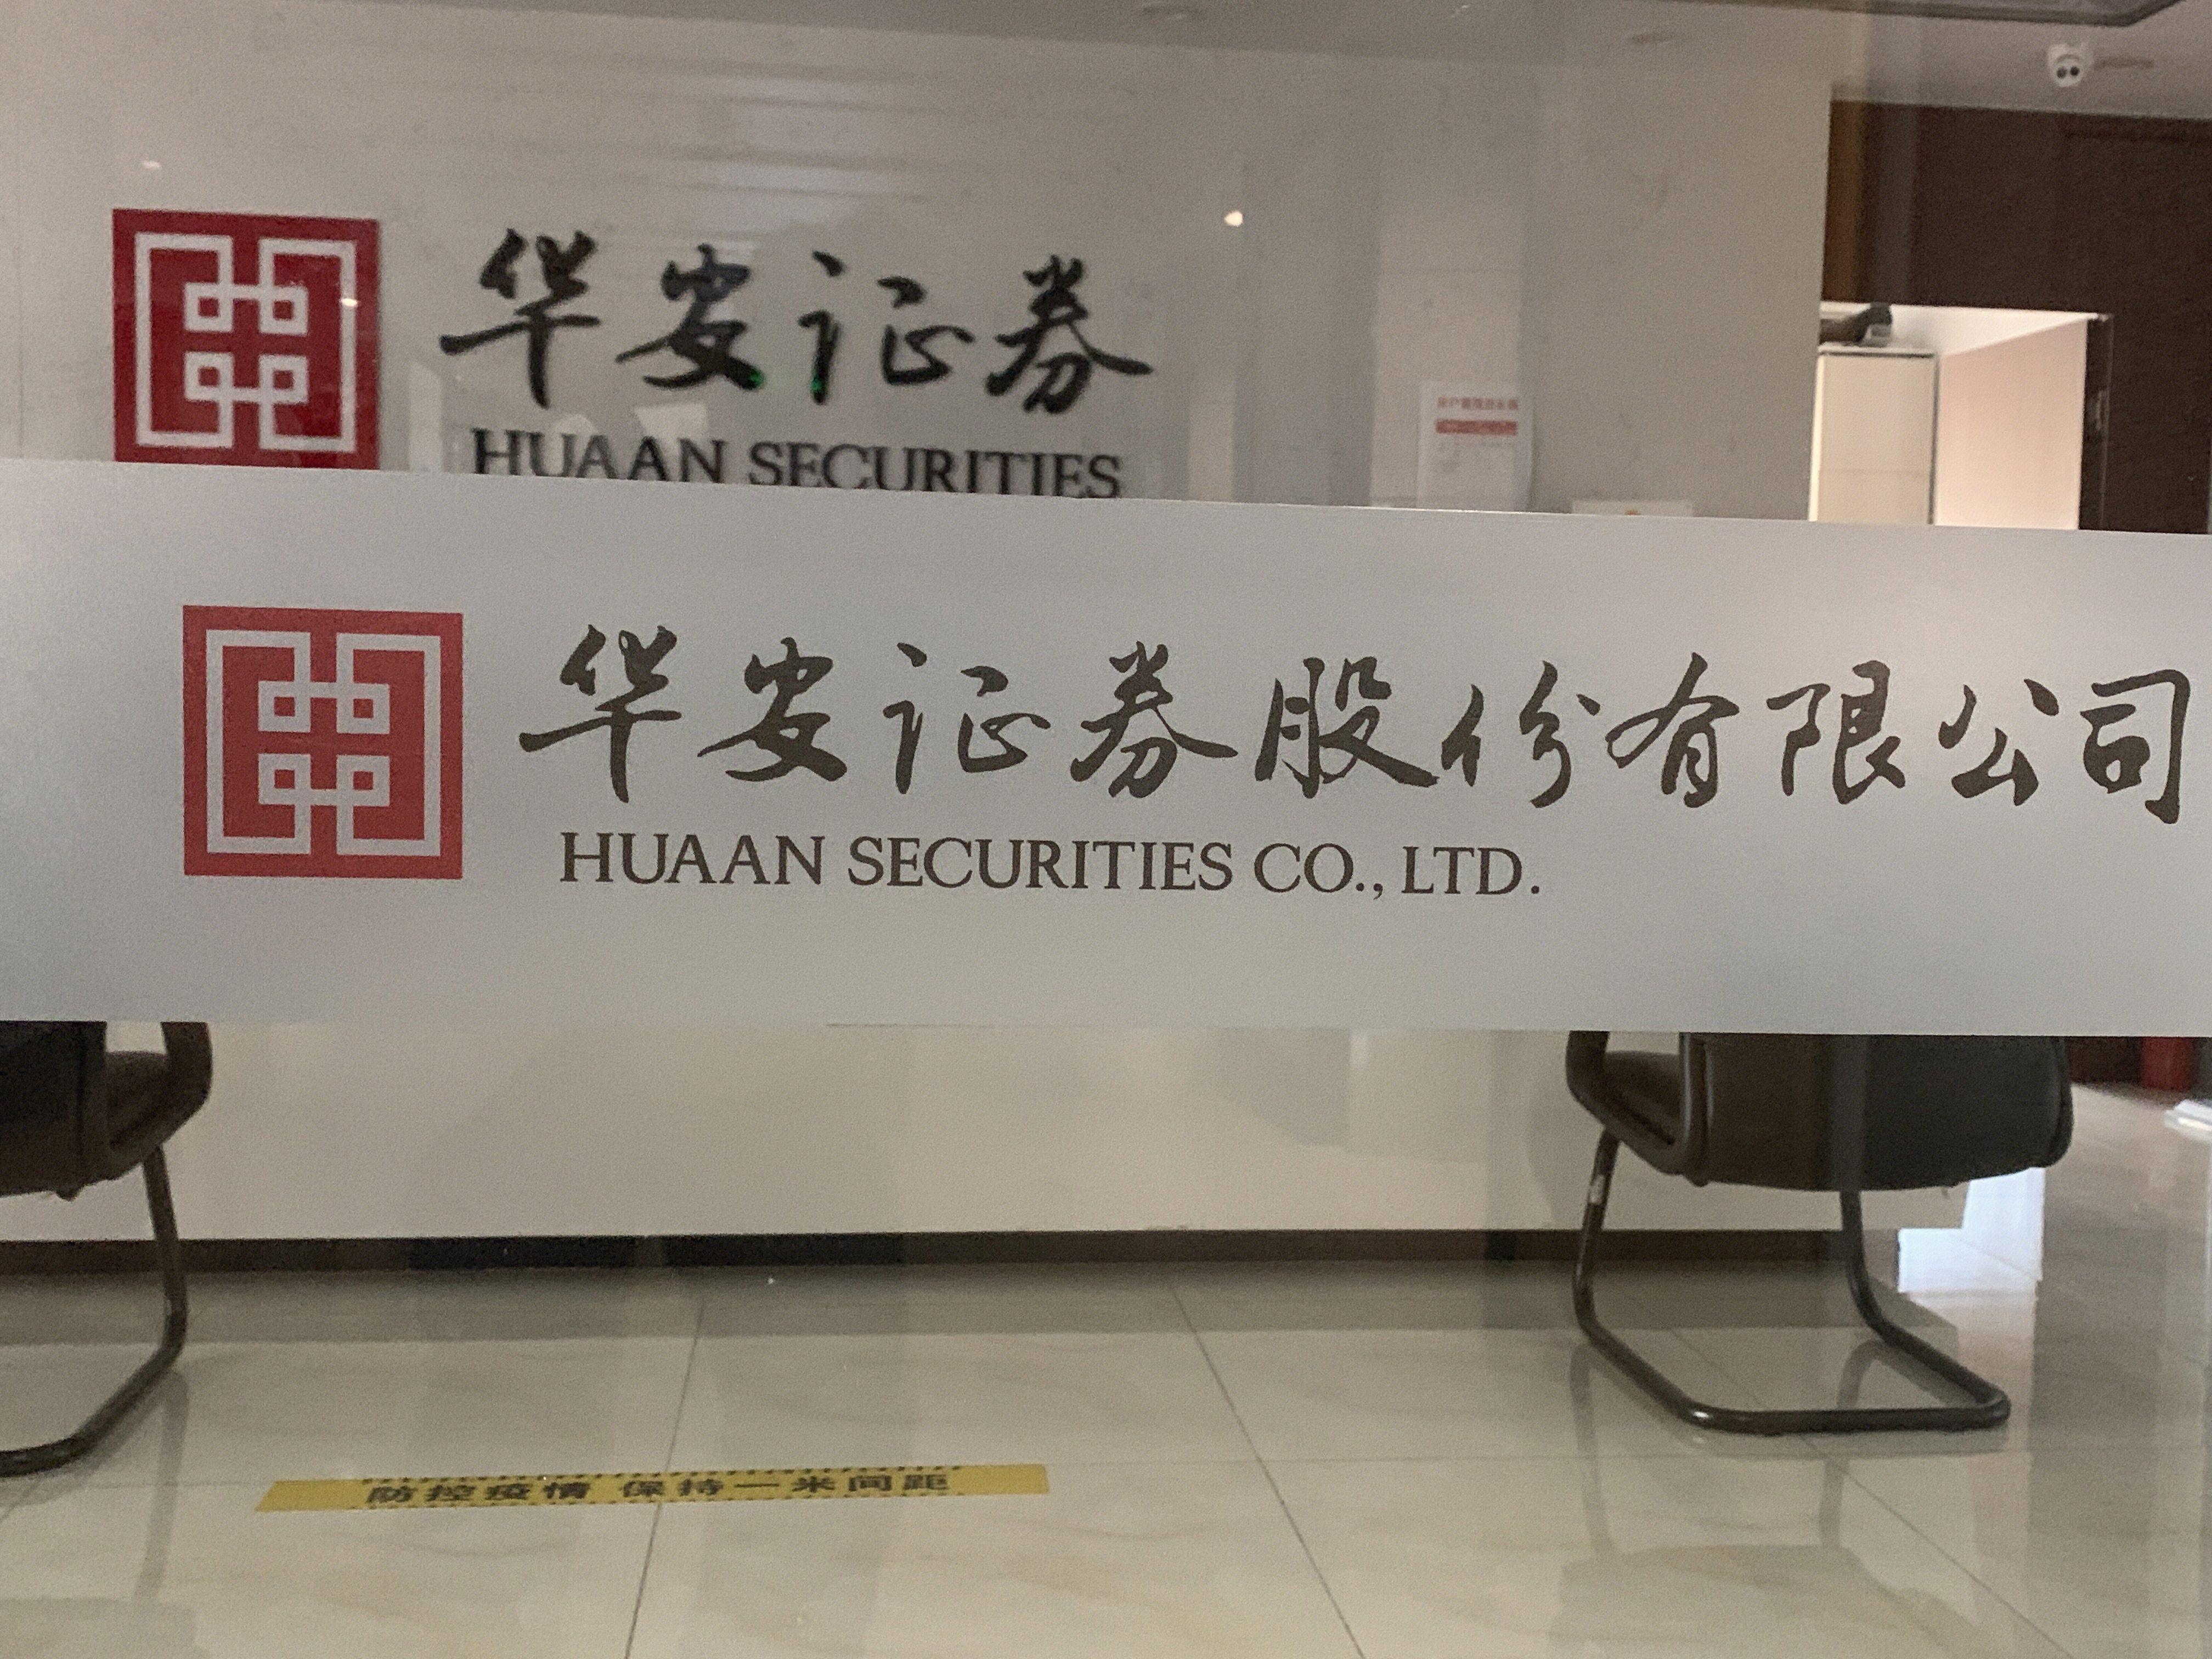 华安证券
HUAAN SECURITIES
华安证券股份有限公司
HUAAN SECURITIES CO., LTD.
防控疫情 保持一米间距